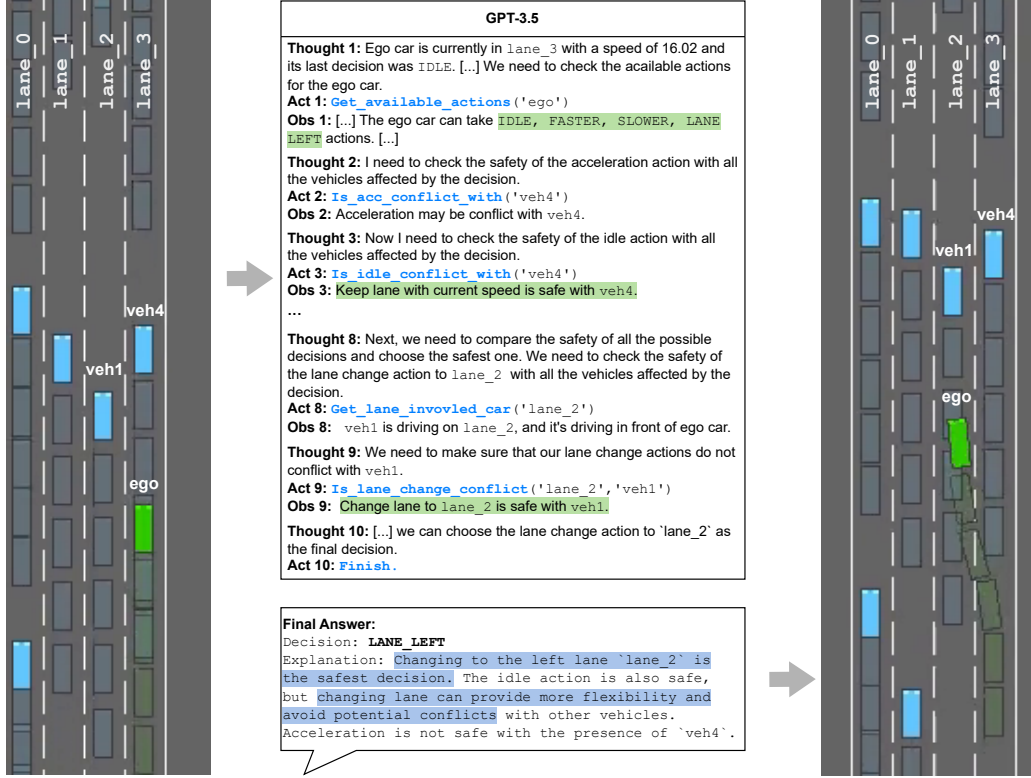 lane_0
lane_1
lane_2
lane_3
veh4
veh1
ego
GPT-3.5
Thought 1: Ego car is currently in lane_3 with a speed of 16.02 and
its last decision was IDLE. [...] We need to check the acailable actions
for the ego car.
Act 1: Get_available_actions('ego')
Obs 1: [...] The ego car can take IDLE, FASTER, SLOWER, LANE
LEFT actions. [...]
Thought 2: I need to check the safety of the acceleration action with all
the vehicles affected by the decision.
Act 2: Is_acc_conflict_with('veh4')
Obs 2: Acceleration may be conflict with veh4.
Thought 3: Now I need to check the safety of the idle action with all
the vehicles affected by the decision.
Act 3: Is_idle_conflict_with('veh4')
Obs 3: Keep lane with current speed is safe with veh4.
...
Thought 8: Next, we need to compare the safety of all the possible
decisions and choose the safest one. We need to check the safety of
the lane change action to lane_2 with all the vehicles affected by the
decision.
Act 8: Get_lane_invovled_car('lane_2')
Obs 8: veh1 is driving on lane_2, and it's driving in front of ego car.
Thought 9: We need to make sure that our lane change actions do not
conflict with veh1.
Act 9: Is_lane_change_conflict('lane_2','veh1')
Obs 9: Change lane to lane_2 is safe with veh1.
Thought 10: [...] we can choose the lane change action to `lane_2` as
the final decision.
Act 10: Finish.
Final Answer:
Decision: LANE_LEFT
Explanation: Changing to the left lane `lane_2` is
the safest decision. The idle action is also safe,
but changing lane can provide more flexibility and
avoid potential conflicts with other vehicles.
Acceleration is not safe with the presence of `veh4`.
lane_0
lane_1
lane_2
lane_3
veh4
veh1
ego